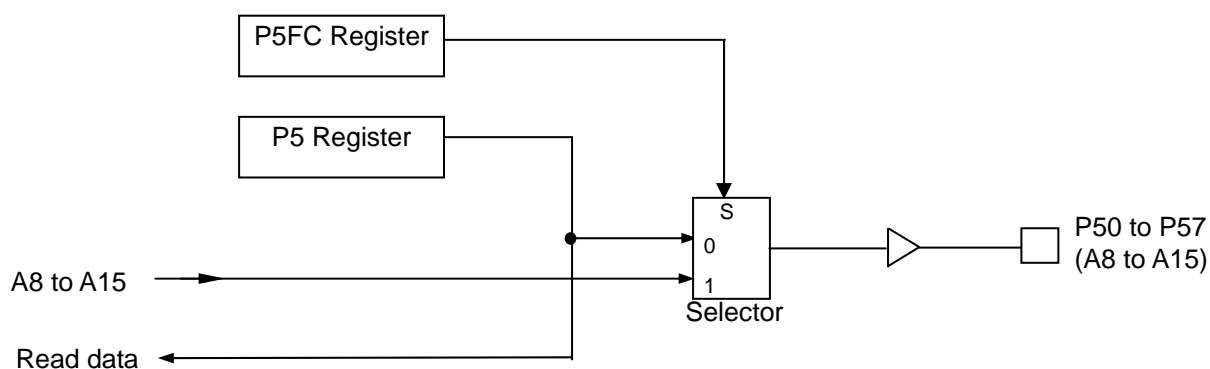 P5FC Register
P5 Register
S
0
1
Selector
A8 to A15
Read data
P50 to P57
(A8 to A15)